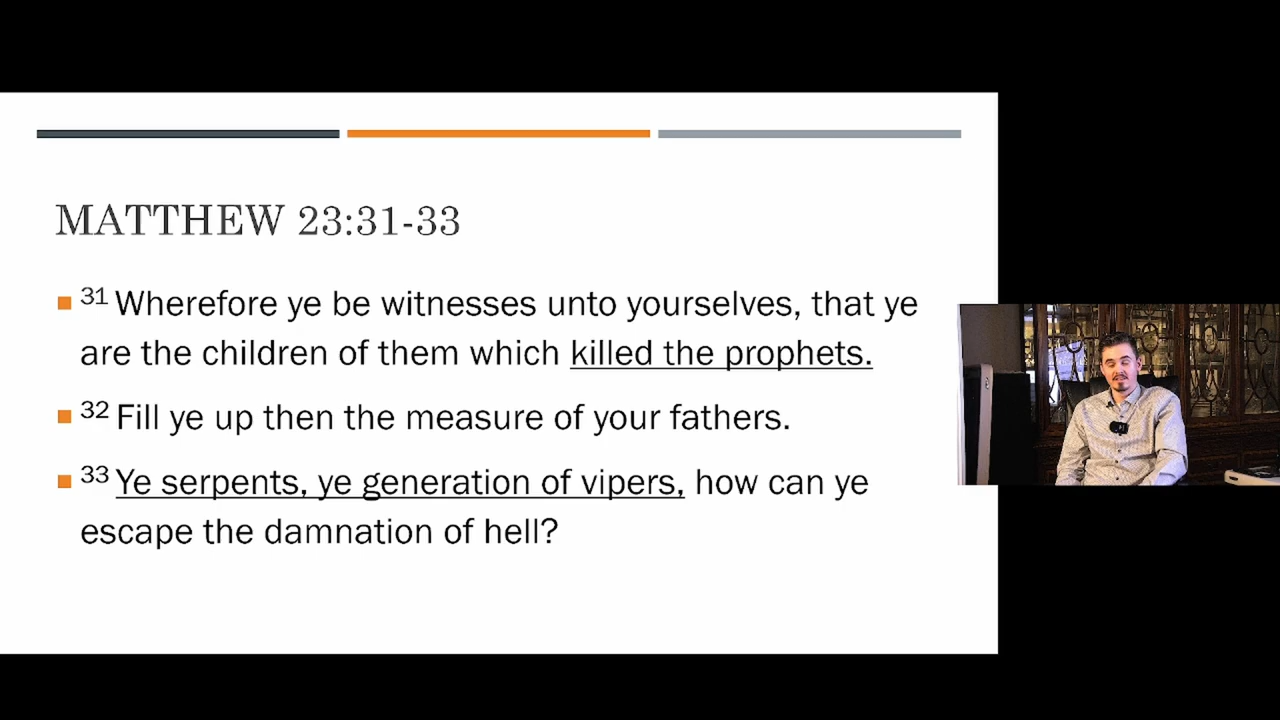 MATTHEW 23:31-33
31 Wherefore ye be witnesses unto yourselves, that ye
are the children of them which killed the prophets.
32 Fill ye up then the measure of your fathers.
33 Ye serpents, ye generation of vipers, how can ye
escape the damnation of hell?